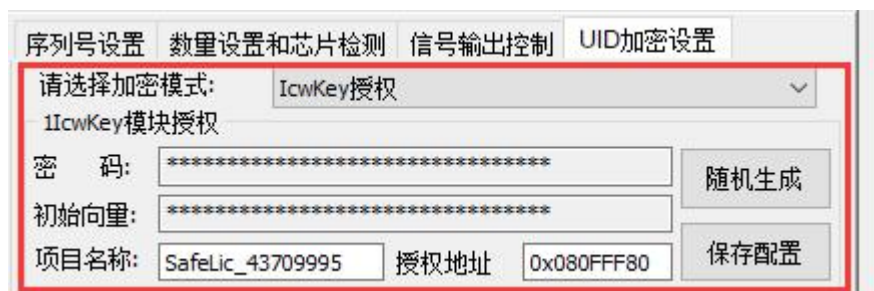 序列号设置 数量设置和芯片检测 信号输出控制 UID加密设置
请选择加密模式: IcwKey授权
1IcwKey模块授权
密 码: ********************************
随机生成
初始向量: ********************************
项目名称: SafeLic_43709995 授权地址 0x080FFF80 保存配置